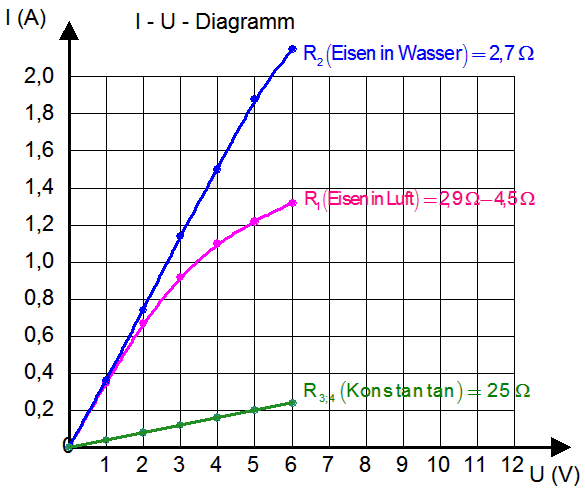 I (A)
I - U - Diagramm
R₂ (Eisen in Wasser) = 2,7 Ω
2,0
1,8
1,6
1,4
R₁ (Eisen in Luft) = 2,9 Ω – 4,5 Ω
1,2
1,0
0,8
0,6
0,4
R₃;₄ (Konstantan) = 25 Ω
0,2
0
1 2 3 4 5 6 7 8 9 10 11 12
U (V)